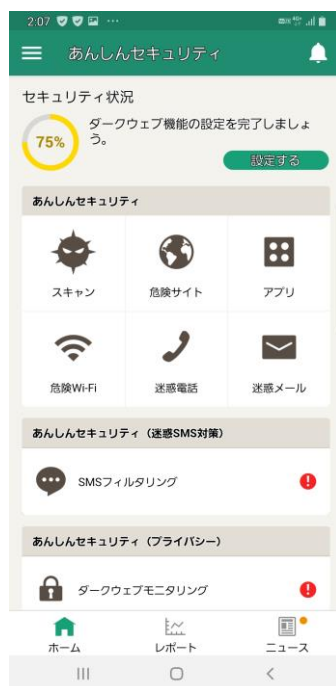 2:07
あんしんセキュリティ
セキュリティ状況
75%
ダークウェブ機能の設定を完了しましょ
う。
設定する
あんしんセキュリティ
スキャン 危険サイト アプリ
危険Wi-Fi 迷惑電話 迷惑メール
あんしんセキュリティ（迷惑SMS対策）
SMSフィルタリング
あんしんセキュリティ（プライバシー）
ダークウェブモニタリング
ホーム レポート ニュース